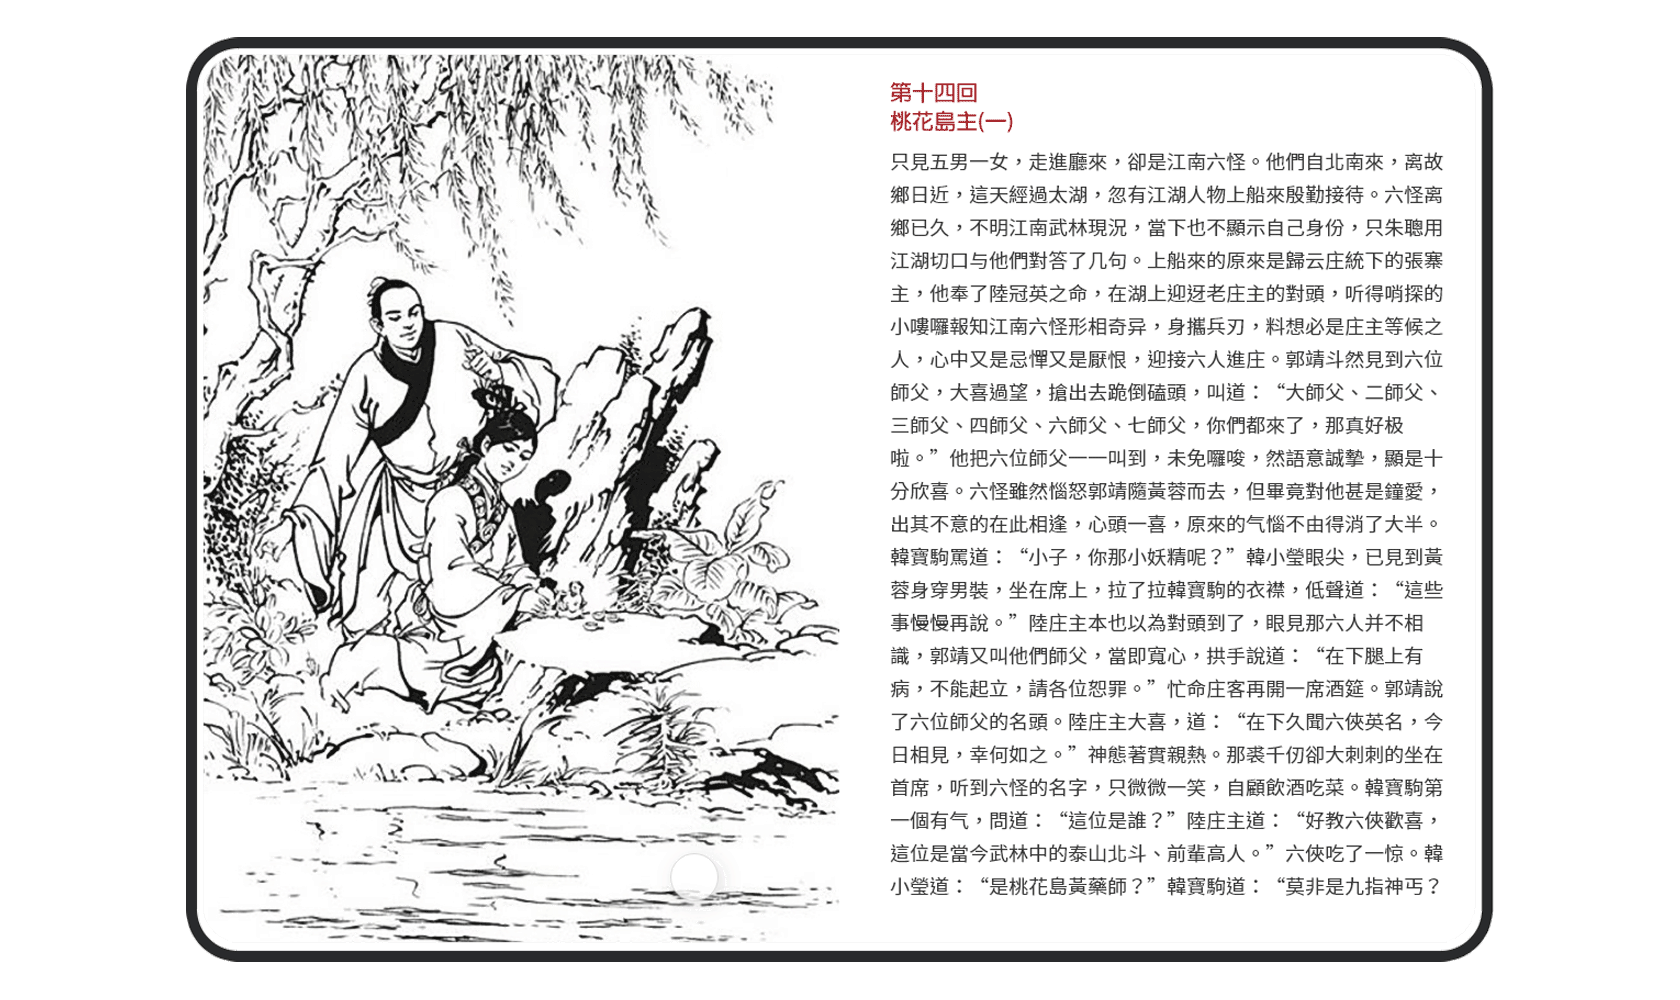 第十四回
桃花島主(一)
只見五男一女，走進廳來，卻是江南六怪。他們自北南來，离故
鄉日近，這天經過太湖，忽有江湖人物上船來殷勤接待。六怪离
鄉已久，不明江南武林現況，當下也不顯示自己身份，只朱聰用
江湖切口与他們對答了几句。上船來的原來是歸云庄統下的張寨
主，他奉了陸冠英之命，在湖上迎迓老庄主的對頭，听得哨探的
小嘍囉報知江南六怪形相奇异，身攜兵刃，料想必是庄主等候之
人，心中又是忌憚又是厭恨，迎接六人進庄。郭靖斗然見到六位
師父，大喜過望，搶出去跪倒磕頭，叫道：“大師父、二師父、
三師父、四師父、六師父、七師父，你們都來了，那真好极
啦。”他把六位師父一一叫到，未免囉唆，然語意誠摯，顯是十
分欣喜。六怪雖然惱怒郭靖隨黃蓉而去，但畢竟對他甚是鐘愛，
出其不意的在此相逢，心頭一喜，原來的气惱不由得消了大半。
韓寶駒罵道：“小子，你那小妖精呢？”韓小瑩眼尖，已見到黃
蓉身穿男裝，坐在席上，拉了拉韓寶駒的衣襟，低聲道：“這些
事慢慢再說。”陸庄主本也以為對頭到了，眼見那六人并不相
識，郭靖又叫他們師父，當即寬心，拱手說道：“在下腿上有
病，不能起立，請各位恕罪。”忙命庄客再開一席酒筵。郭靖說
了六位師父的名頭。陸庄主大喜，道：“在下久聞六俠英名，今
日相見，幸何如之。”神態著實親熱。那裘千仞卻大刺刺的坐在
首席，听到六怪的名字，只微微一笑，自顧飲酒吃菜。韓寶駒第
一個有气，問道：“這位是誰？”陸庄主道：“好教六俠歡喜，
這位是當今武林中的泰山北斗、前輩高人。”六俠吃了一惊。韓
小瑩道：“是桃花島黃藥師？”韓寶駒道：“莫非是九指神丐？